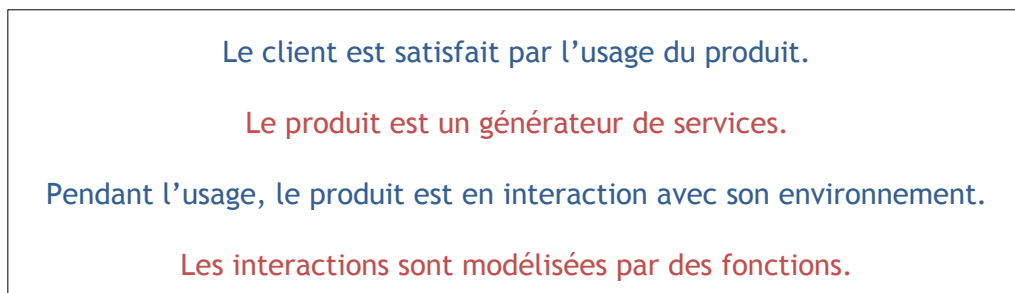 Le client est satisfait par l’usage du produit.
Le produit est un générateur de services.
Pendant l’usage, le produit est en interaction avec son environnement.
Les interactions sont modélisées par des fonctions.